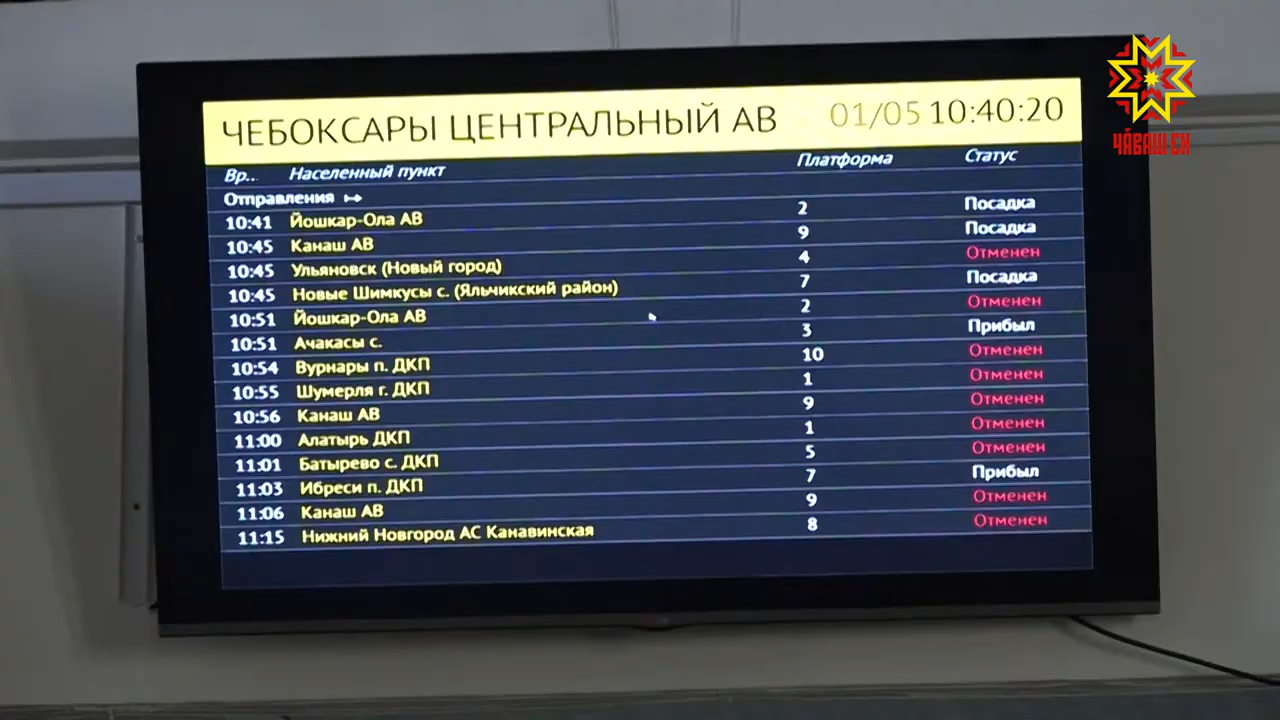 ЧЕБОКСАРЫ ЦЕНТРАЛЬНЫЙ АВ 01/05 10:40:20
ЧӐВАШ ЕН
Вр.. Населенный пункт Платформа Статус
Отправления
10:41 Йошкар-Ола АВ 2 Посадка
10:45 Канаш АВ 9 Посадка
10:45 Ульяновск (Новый город) 4 Отменен
10:45 Новые Шимкусы с. (Яльчикский район) 7 Посадка
10:51 Йошкар-Ола АВ 2 Отменен
10:51 Ачакасы с. 3 Прибыл
10:54 Вурнары п. ДКП 10 Отменен
10:55 Шумерля г. ДКП 1 Отменен
10:56 Канаш АВ 9 Отменен
11:00 Алатырь ДКП 1 Отменен
11:01 Батырево с. ДКП 5 Отменен
11:03 Ибреси п. ДКП 7 Прибыл
11:06 Канаш АВ 9 Отменен
11:15 Нижний Новгород АС Канавинская 8 Отменен